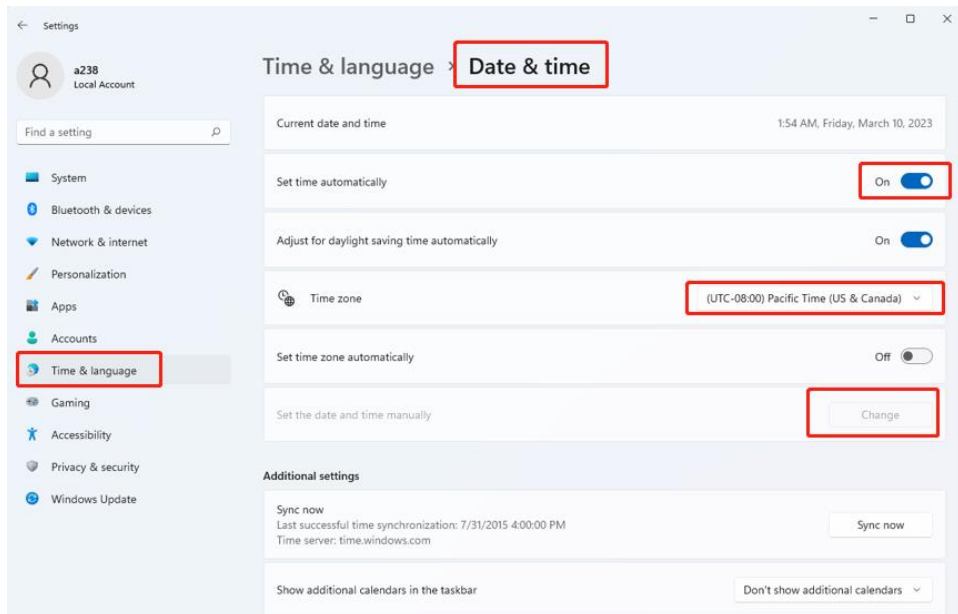 Settings
a238
Local Account
Find a setting
System
Bluetooth & devices
Network & internet
Personalization
Apps
Accounts
Time & language
Gaming
Accessibility
Privacy & security
Windows Update
Time & language › Date & time
Current date and time 1:54 AM, Friday, March 10, 2023
Set time automatically On
Adjust for daylight saving time automatically On
Time zone (UTC-08:00) Pacific Time (US & Canada)
Set time zone automatically Off
Set the date and time manually Change
Additional settings
Sync now
Last successful time synchronization: 7/31/2015 4:00:00 PM
Time server: time.windows.com
Sync now
Show additional calendars in the taskbar Don't show additional calendars